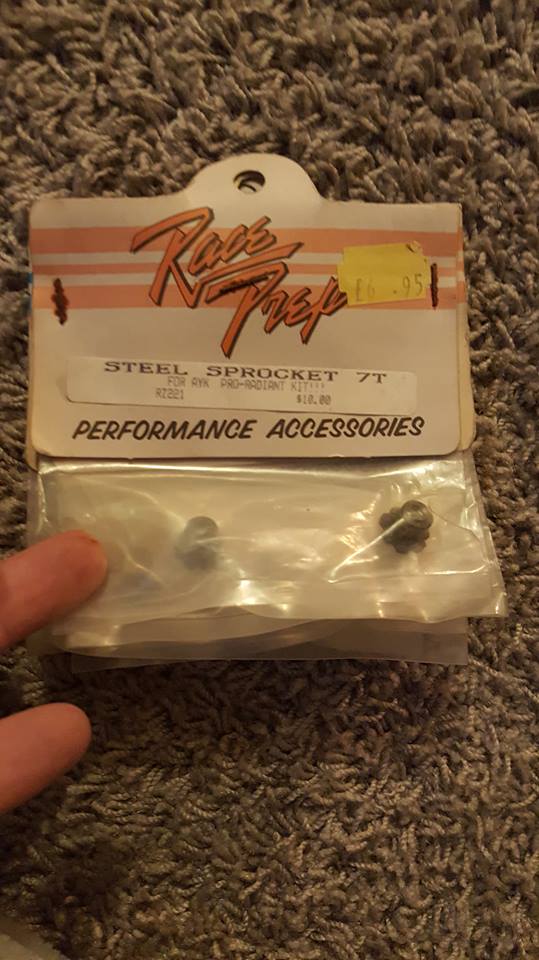 Race
Prep
£6.95
STEEL SPROCKET 7T
FOR AYK PRO-RADIANT KIT!!!
RZ221
$10.00
PERFORMANCE ACCESSORIES